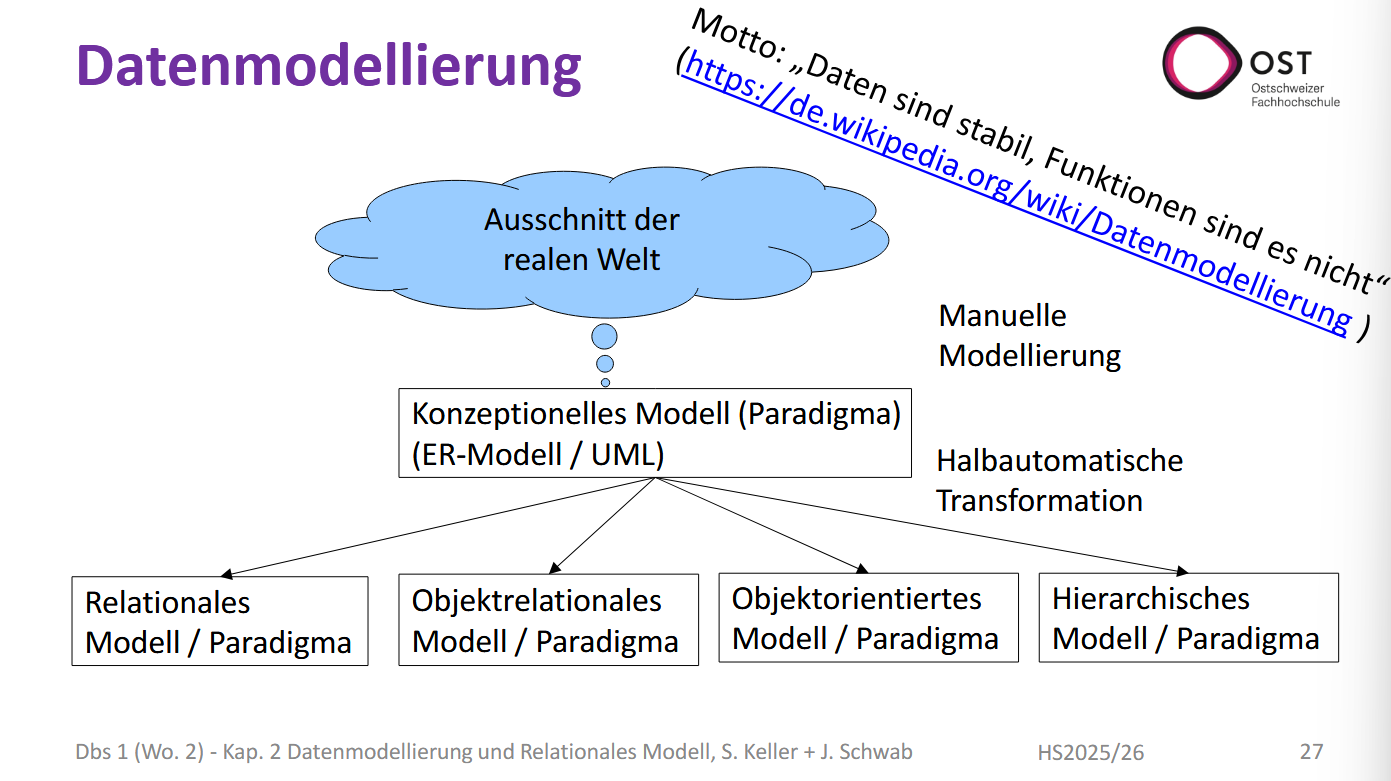 Datenmodellierung
Motto: „Daten sind stabil, Funktionen sind es nicht“
(https://de.wikipedia.org/wiki/Datenmodellierung )
OST
Ostschweizer
Fachhochschule
Ausschnitt der
realen Welt
Manuelle
Modellierung
Konzeptionelles Modell (Paradigma)
(ER-Modell / UML)
Halbautomatische
Transformation
Relationales
Modell / Paradigma
Objektrelationales
Modell / Paradigma
Objektorientiertes
Modell / Paradigma
Hierarchisches
Modell / Paradigma
Dbs 1 (Wo. 2) - Kap. 2 Datenmodellierung und Relationales Modell, S. Keller + J. Schwab
HS2025/26
27